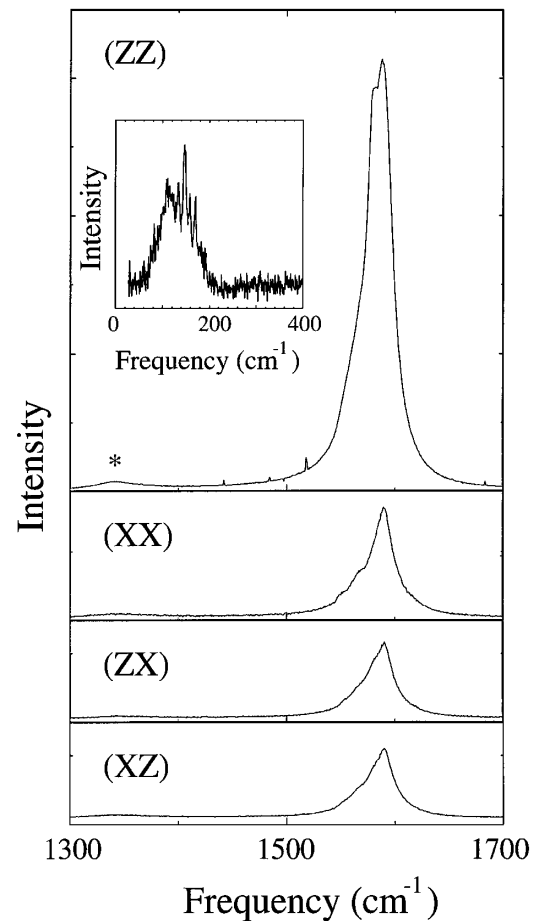 (ZZ)
Intensity
0
200
400
Frequency (cm⁻¹)
*
Intensity
(XX)
(ZX)
(XZ)
1300
1500
1700
Frequency (cm⁻¹)